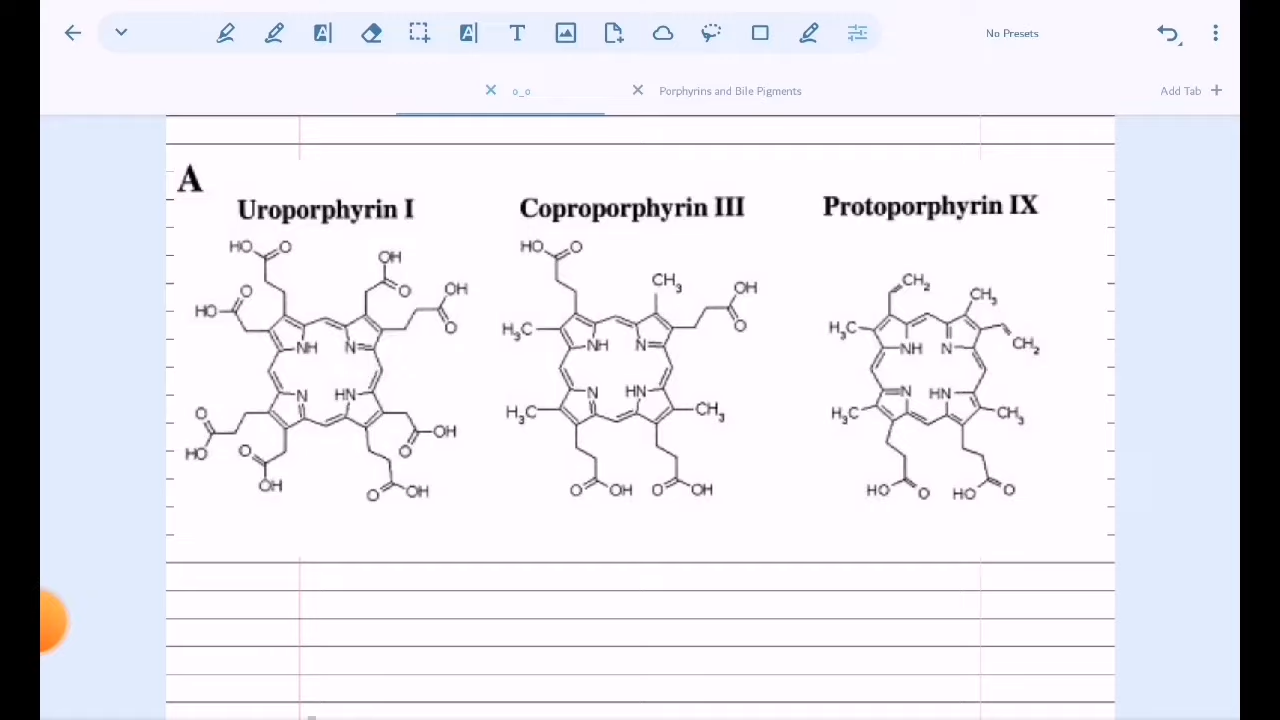 No Presets
o_o
Porphyrins and Bile Pigments
Add Tab
A
Uroporphyrin I
Coproporphyrin III
Protoporphyrin IX
HO O
OH
O
HO O
OH
O
NH N
N HN
O
HO
O
OH
OH
O
O OH
HO O
CH3
OH
O
H3C
NH N
N HN
H3C
CH3
O OH
O OH
CH2
CH3
H3C
CH2
NH N
N HN
H3C
CH3
HO O
HO O